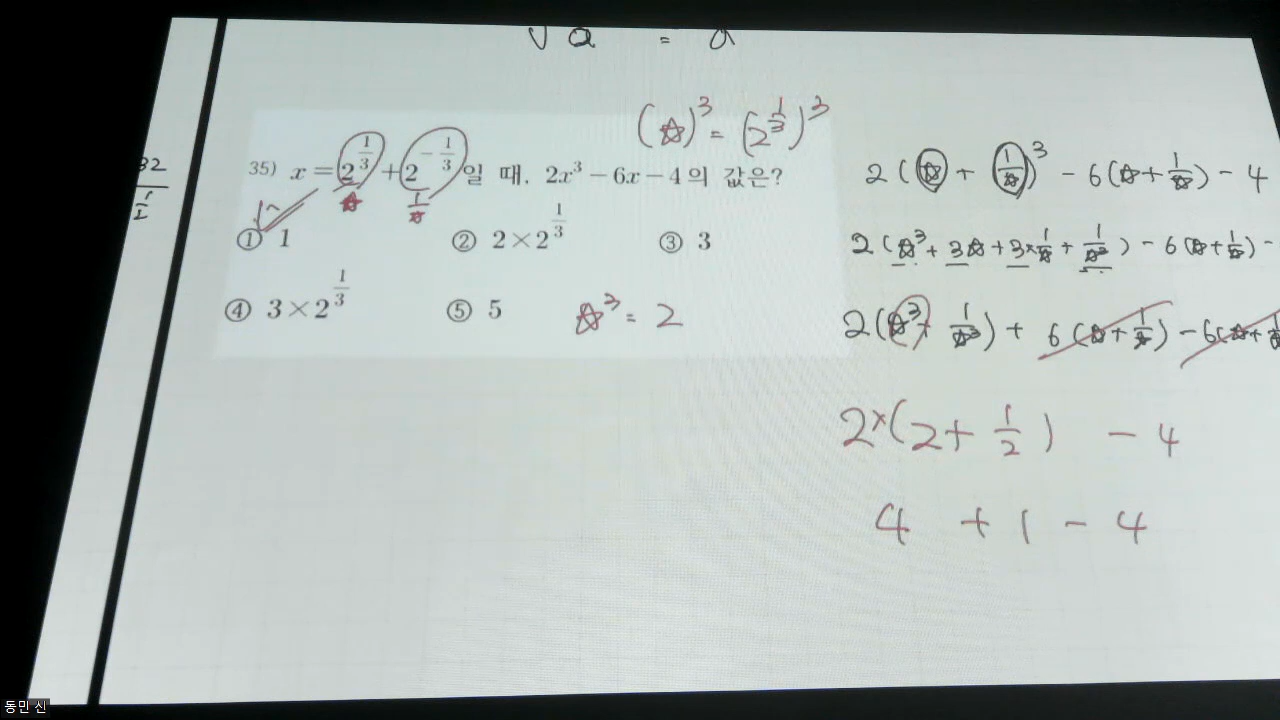 √a = a
32
35) x = 2^{1/3} + 2^{-1/3} 일 때, 2x³ − 6x − 4의 값은?
☆ 1/☆
① 1 ② 2 × 2^{1/3} ③ 3
④ 3 × 2^{1/3} ⑤ 5
(☆)³ = (2^{1/3})³
☆³ = 2
2(☆ + 1/☆)³ − 6(☆ + 1/☆) − 4
2(☆³ + 3☆ + 3×1/☆ + 1/☆³) − 6(☆ + 1/☆) −
2(☆³ + 1/☆³) + 6(☆ + 1/☆) − 6(☆ + 1/☆
2×(2 + 1/2) − 4
4 + 1 − 4
동민 신